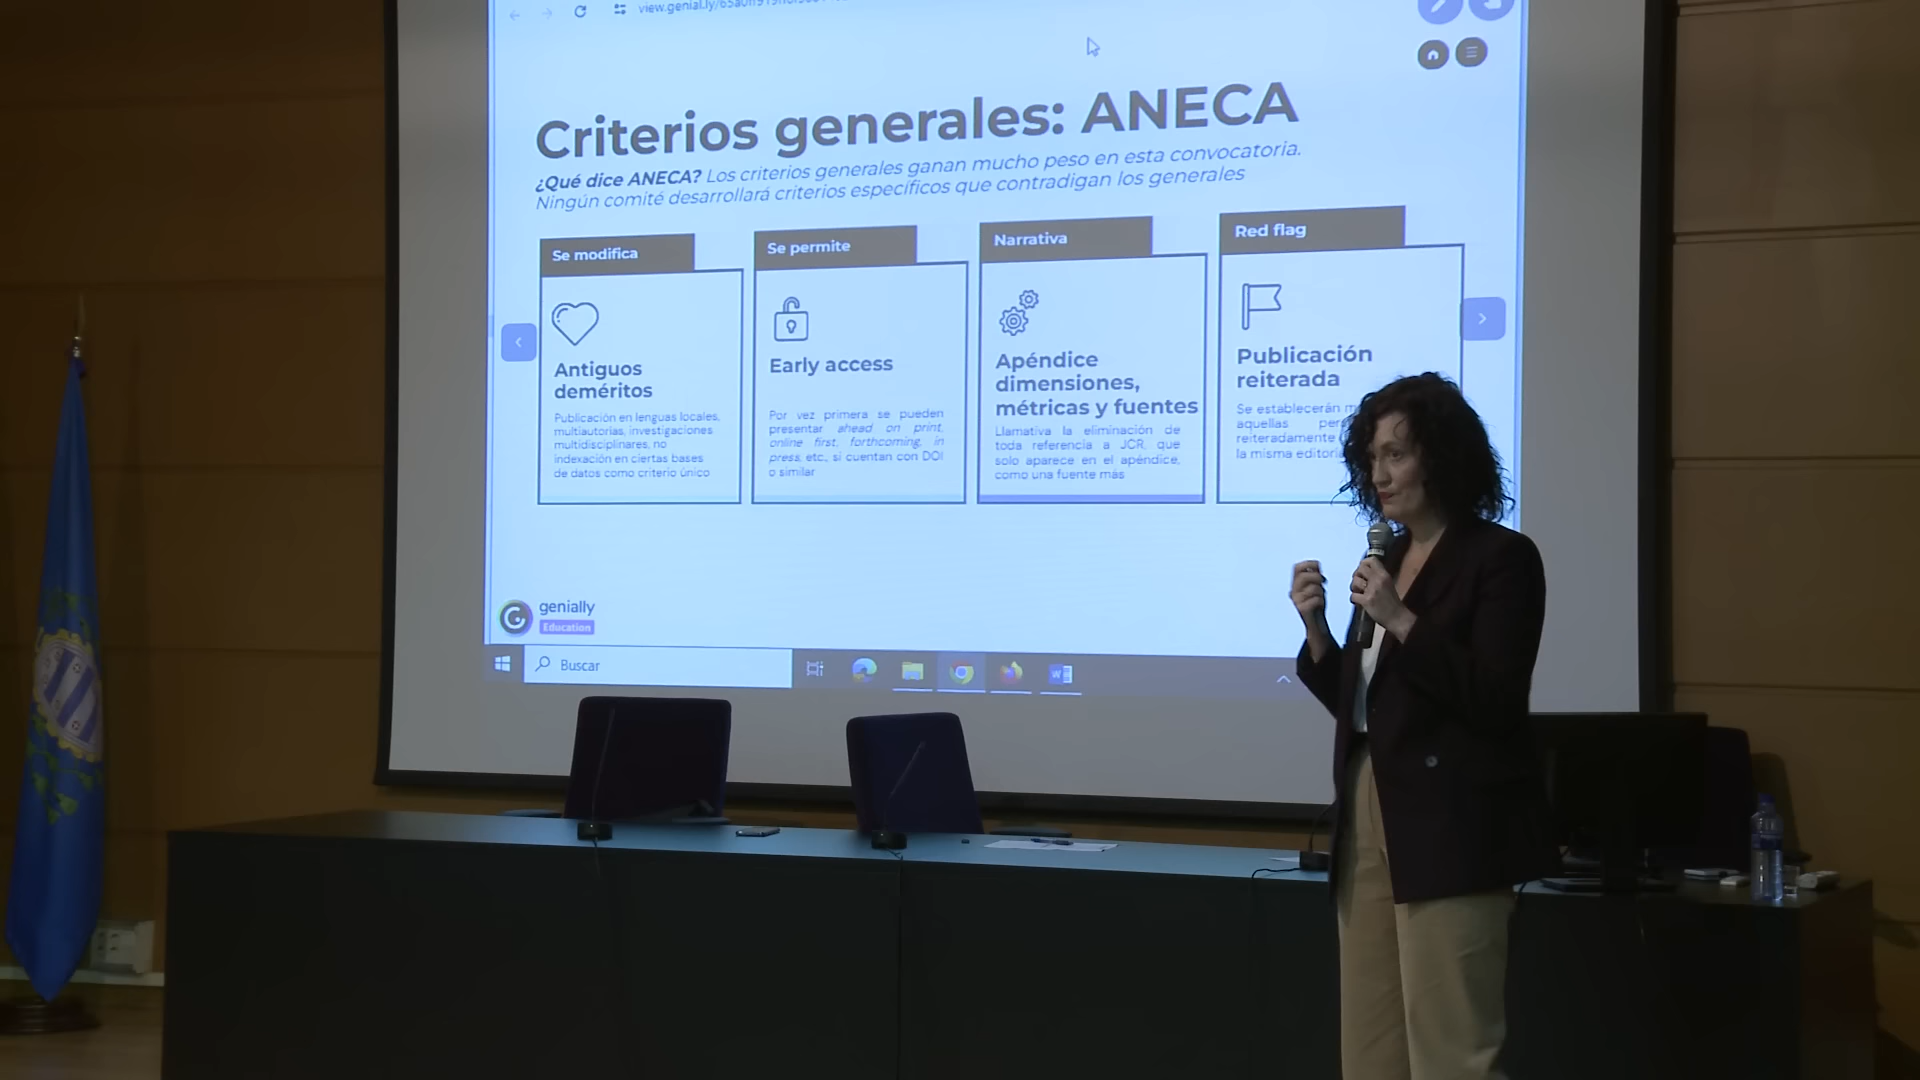 view.genial.ly/
Criterios generales: ANECA
¿Qué dice ANECA? Los criterios generales ganan mucho peso en esta convocatoria.
Ningún comité desarrollará criterios específicos que contradigan los generales
Se modifica
Antiguos
deméritos
Publicación en lenguas locales,
multiautorías, investigaciones
multidisciplinares, no
indexación en ciertas bases
de datos como criterio único
Se permite
Early access
Por vez primera se pueden
presentar ahead on print,
online first, forthcoming, in
press, etc., si cuentan con DOI
o similar
Narrativa
Apéndice
dimensiones,
métricas y fuentes
Llamativa la eliminación de
toda referencia a JCR, que
solo aparece en el apéndice,
como una fuente más
Red flag
Publicación
reiterada
Se establecerán
aquellas
reiteradamente
la misma
genially
Education
Buscar